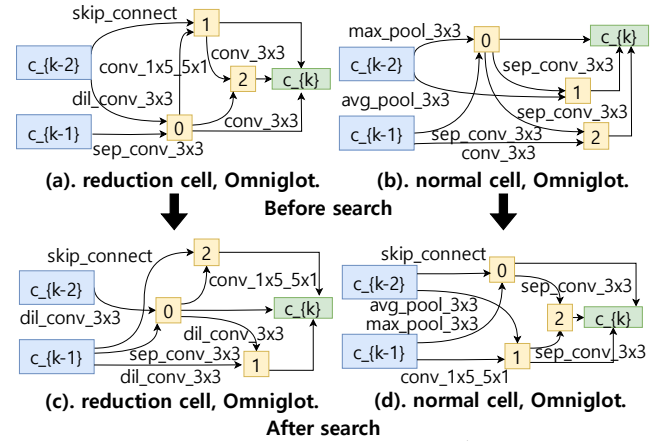 skip_connect
1
c_{k-2}
conv_1x5_5x1
conv_3x3
2
c_{k}
dil_conv_3x3
c_{k-1}
0
conv_3x3
sep_conv_3x3
(a). reduction cell, Omniglot.
max_pool_3x3
0
c_{k}
c_{k-2}
sep_conv_3x3
1
avg_pool_3x3
sep_conv_3x3
c_{k-1}
sep_conv_3x3
2
conv_3x3
(b). normal cell, Omniglot.
Before search
skip_connect
2
c_{k-2}
conv_1x5_5x1
0
c_{k}
dil_conv_3x3
dil_conv_3x3
c_{k-1}
sep_conv_3x3
1
dil_conv_3x3
(c). reduction cell, Omniglot.
skip_connect
0
c_{k-2}
sep_conv_3x3
avg_pool_3x3
2
c_{k}
max_pool_3x3
c_{k-1}
1
sep_conv_3x3
conv_1x5_5x1
(d). normal cell, Omniglot.
After search